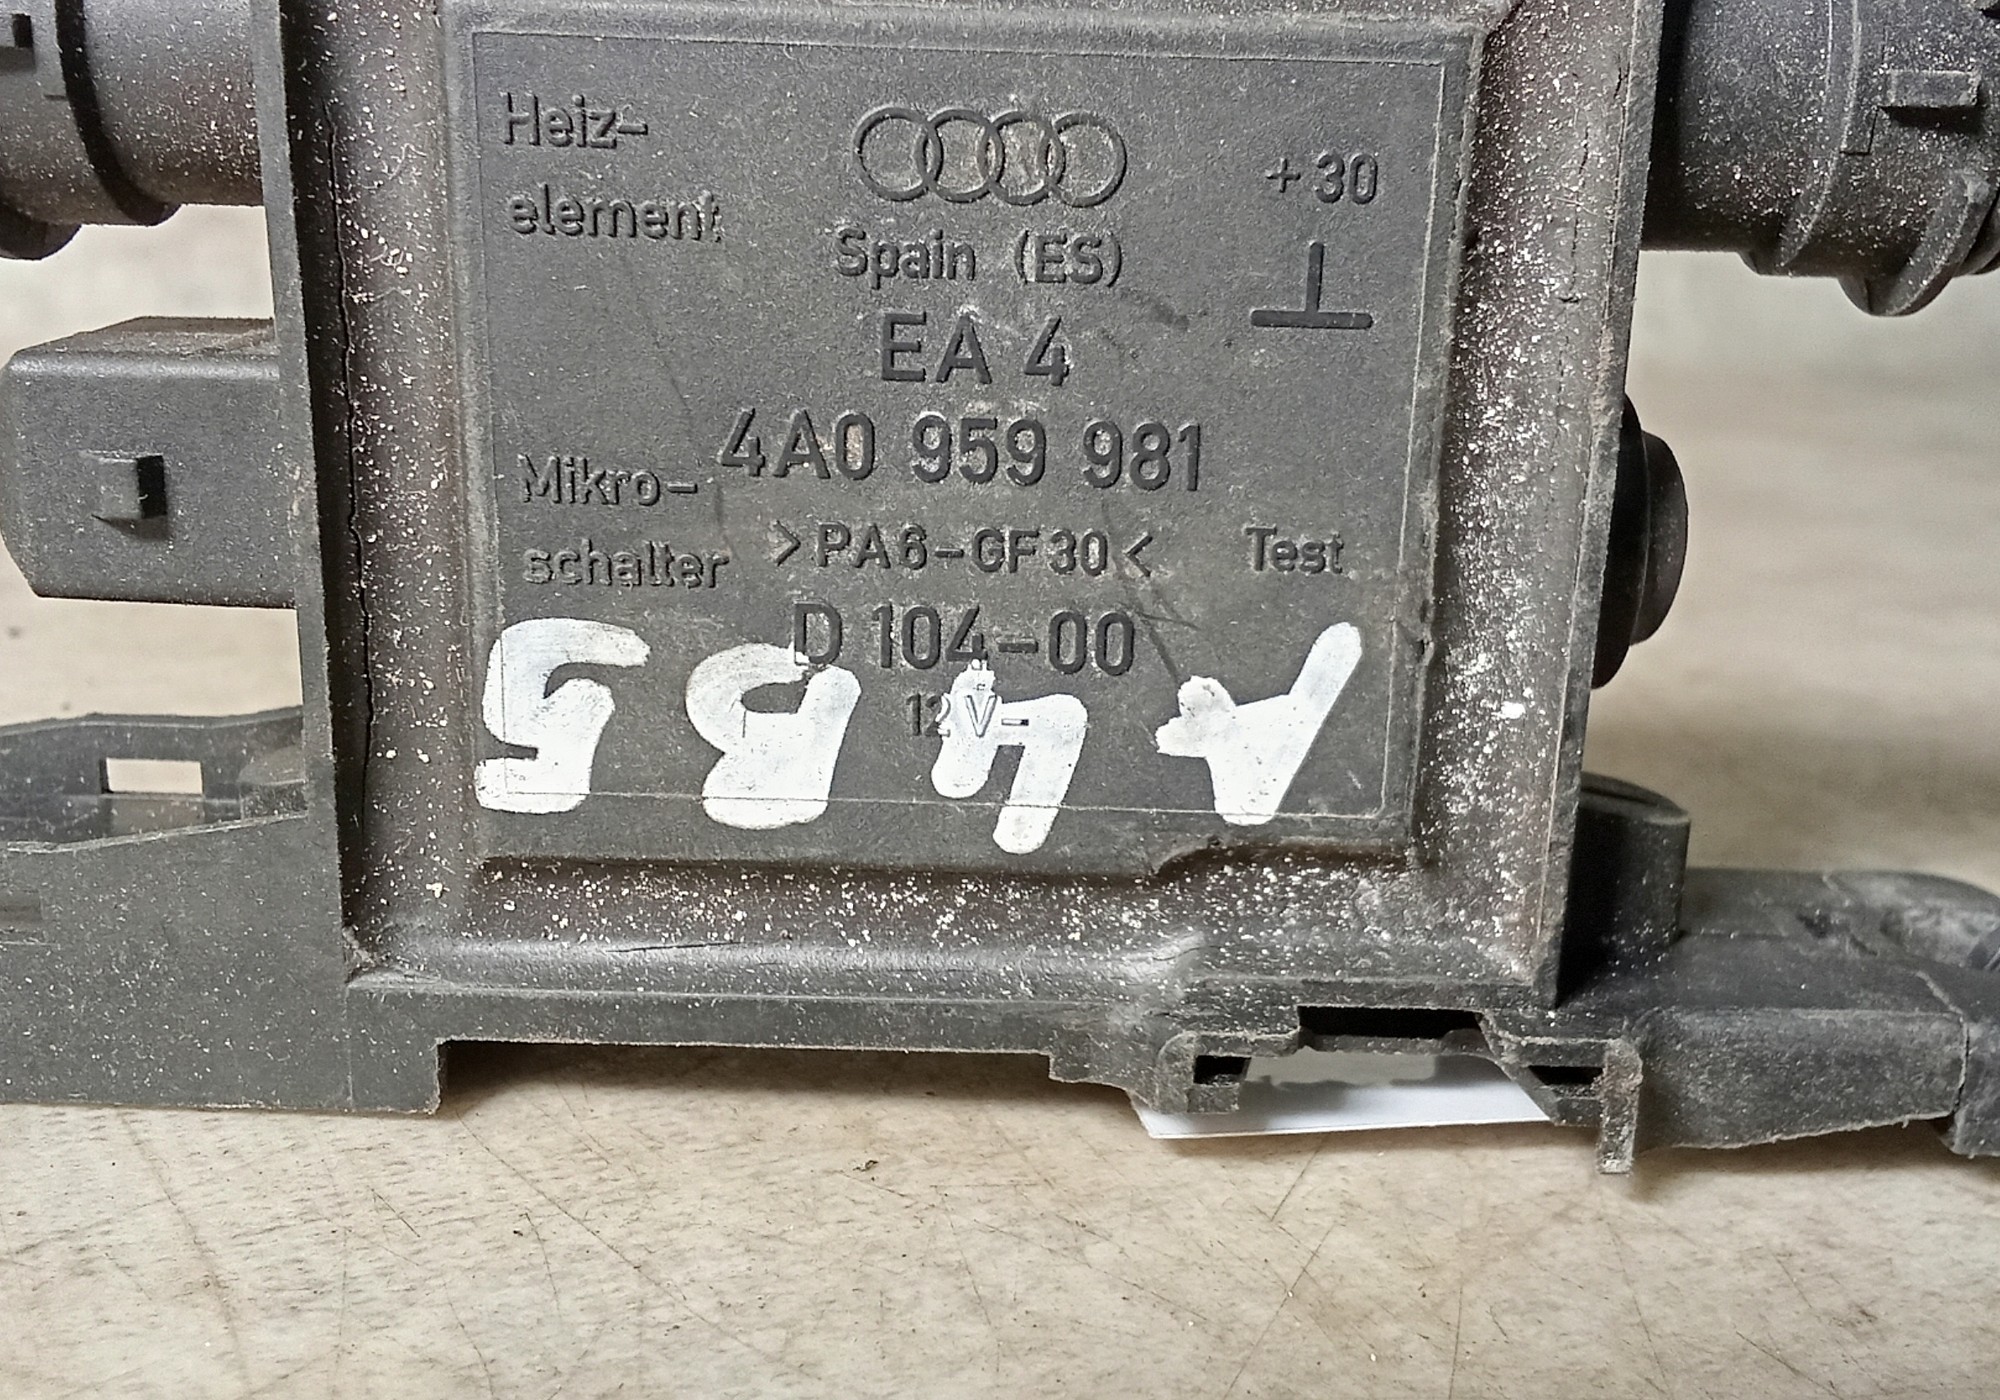 Heiz-
element
+30
Spain (ES)
EA 4
4A0 959 981
Mikro-
schalter
>PA6-GF30<
Test
D 104-00
12 V-
A4 B5